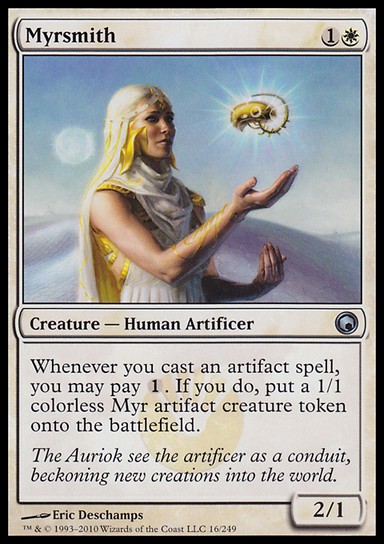 Myrsmith 1
Creature — Human Artificer
Whenever you cast an artifact spell,
you may pay 1. If you do, put a 1/1
colorless Myr artifact creature token
onto the battlefield.
The Auriok see the artificer as a conduit,
beckoning new creations into the world.
Eric Deschamps
2/1
™ & © 1993–2010 Wizards of the Coast LLC 16/249